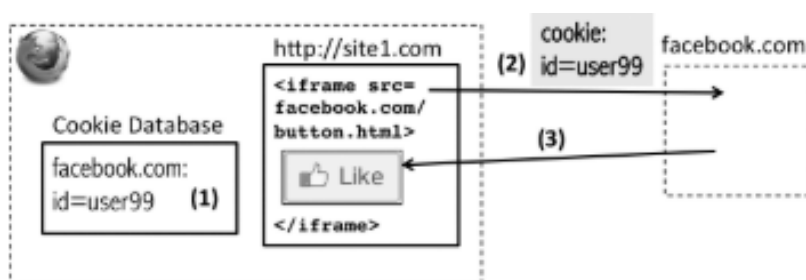 http://site1.com
<iframe src=
facebook.com/
button.html>
Like
</iframe>
Cookie Database
facebook.com:
id=user99 (1)
(2)
cookie:
id=user99
facebook.com
(3)